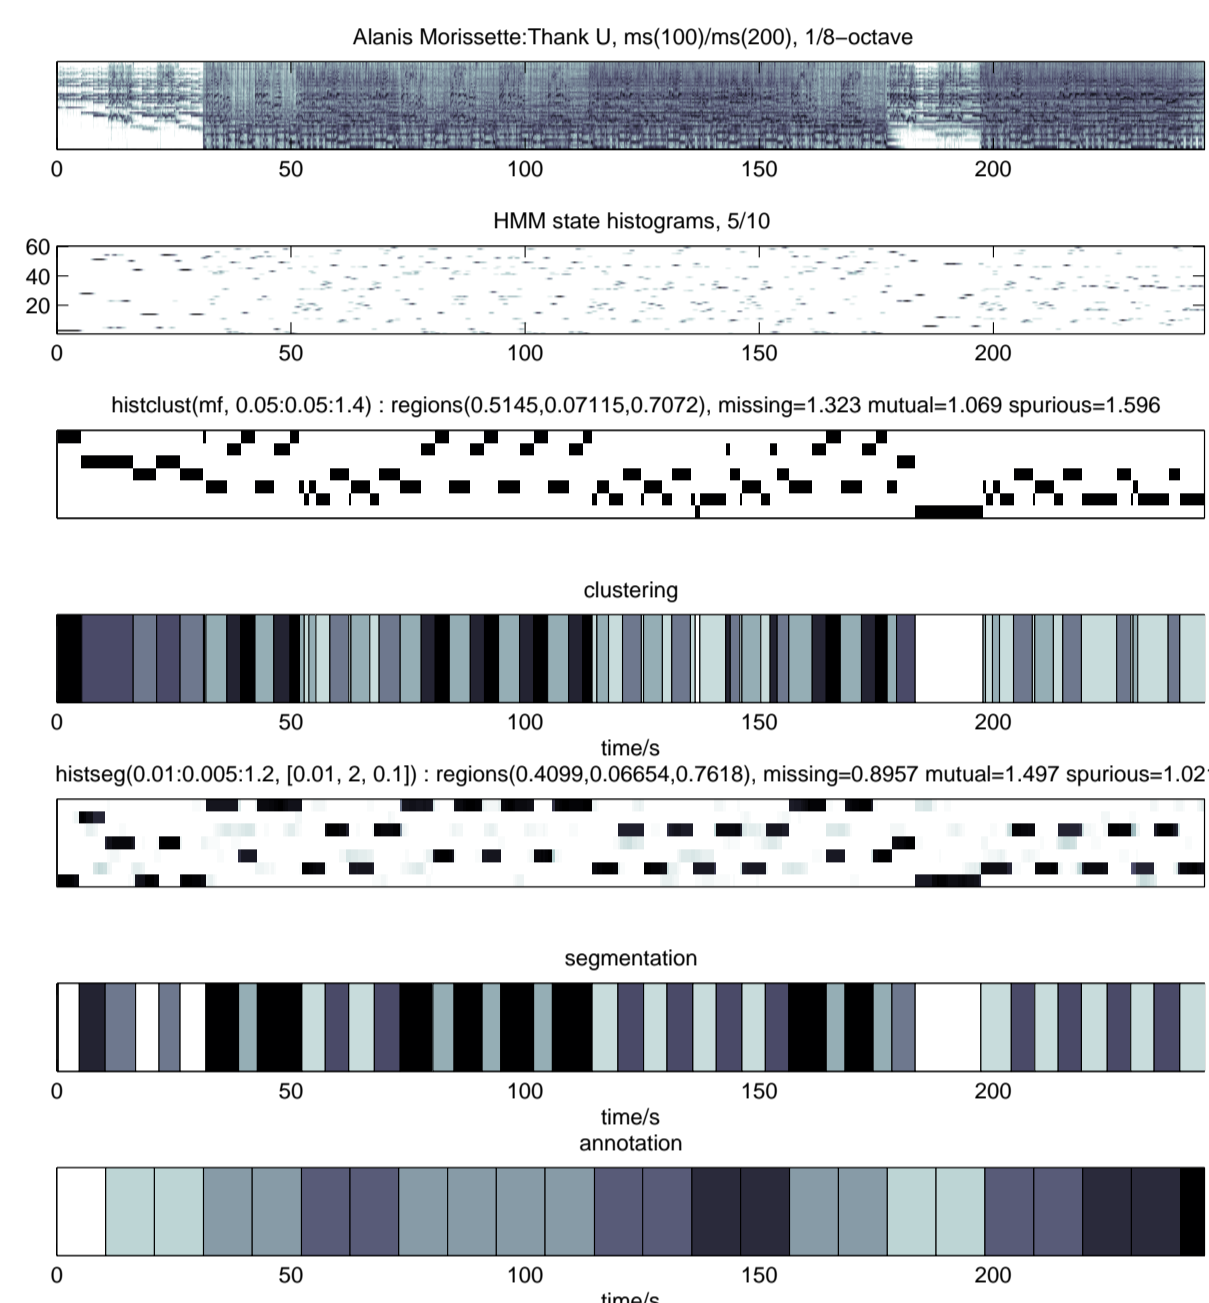 Alanis Morissette:Thank U, ms(100)/ms(200), 1/8−octave
0 50 100 150 200
HMM state histograms, 5/10
60
40
20
0 50 100 150 200
histclust(mf, 0.05:0.05:1.4) : regions(0.5145,0.07115,0.7072), missing=1.323 mutual=1.069 spurious=1.596
clustering
0 50 100 150 200
time/s
histseg(0.01:0.005:1.2, [0.01, 2, 0.1]) : regions(0.4099,0.06654,0.7618), missing=0.8957 mutual=1.497 spurious=1.02
segmentation
0 50 100 150 200
time/s
annotation
0 50 100 150 200
time/s